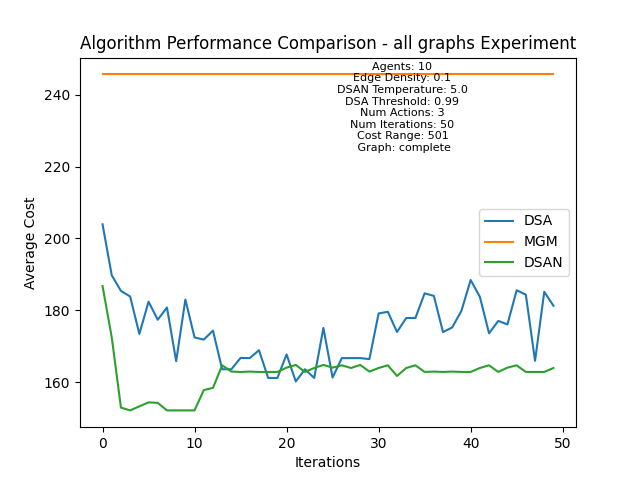 Algorithm Performance Comparison - all graphs Experiment
Agents: 10
Edge Density: 0.1
DSAN Temperature: 5.0
DSA Threshold: 0.99
Num Actions: 3
Num Iterations: 50
Cost Range: 501
Graph: complete
240
220
200
180
160
Average Cost
DSA
MGM
DSAN
0
10
20
30
40
50
Iterations